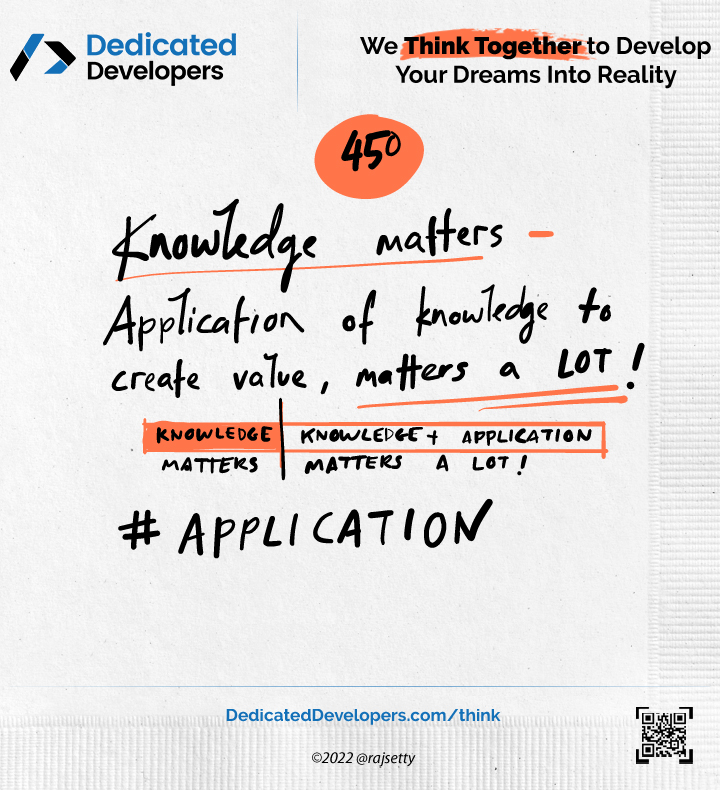 Dedicated
Developers
We Think Together to Develop
Your Dreams Into Reality
450
Knowledge matters -
Application of knowledge to
create value, matters a LOT!
KNOWLEDGE | KNOWLEDGE + APPLICATION
MATTERS | MATTERS A LOT!
# APPLICATION
DedicatedDevelopers.com/think
©2022 @rajsetty